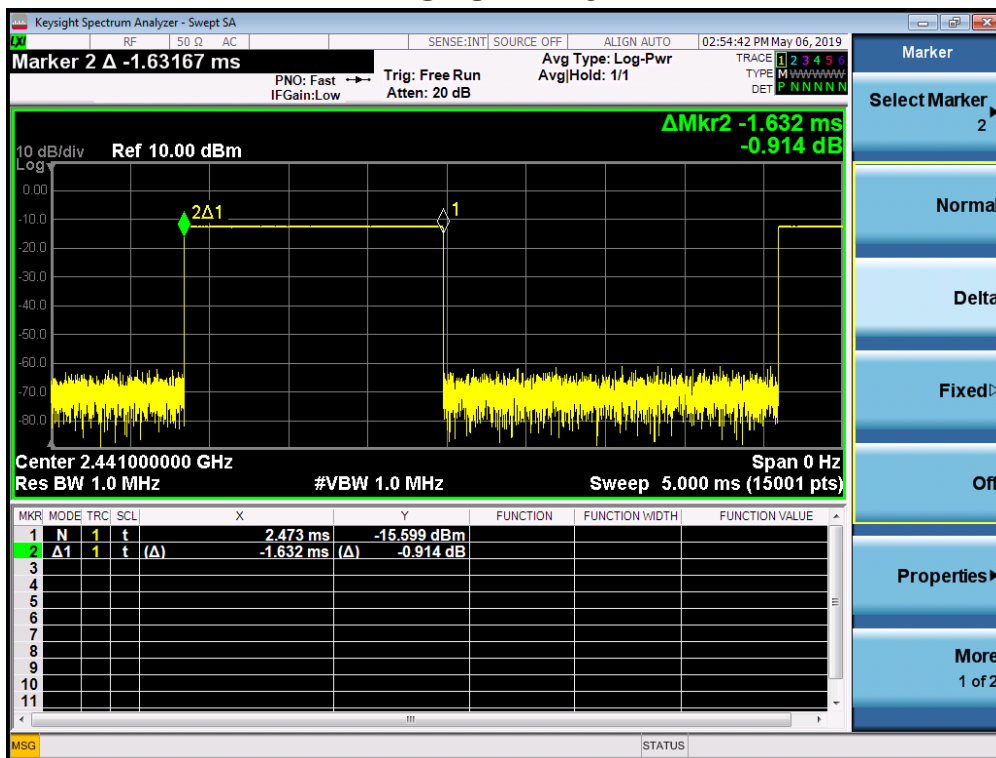 Keysight Spectrum Analyzer - Swept SA
LXI RF 50 Ω AC SENSE:INT SOURCE OFF ALIGN AUTO 02:54:42 PM May 06, 2019
Marker 2 Δ -1.63167 ms
PNO: Fast
IFGain:Low
Trig: Free Run
Atten: 20 dB
Avg Type: Log-Pwr
Avg|Hold: 1/1
TRACE 1 2 3 4 5 6
TYPE M WWWWW
DET P N N N N N
ΔMkr2 -1.632 ms
-0.914 dB
10 dB/div Ref 10.00 dBm
Log
0.00
-10.0
-20.0
-30.0
-40.0
-50.0
-60.0
-70.0
-80.0
2Δ1
1
Center 2.441000000 GHz Span 0 Hz
Res BW 1.0 MHz #VBW 1.0 MHz Sweep 5.000 ms (15001 pts)
MKR MODE TRC SCL X Y FUNCTION FUNCTION WIDTH FUNCTION VALUE
1 N 1 t 2.473 ms -15.599 dBm
2 Δ1 1 t (Δ) -1.632 ms (Δ) -0.914 dB
3
4
5
6
7
8
9
10
11
MSG STATUS
Marker
Select Marker
2
Normal
Delta
Fixed
Off
Properties
More
1 of 2